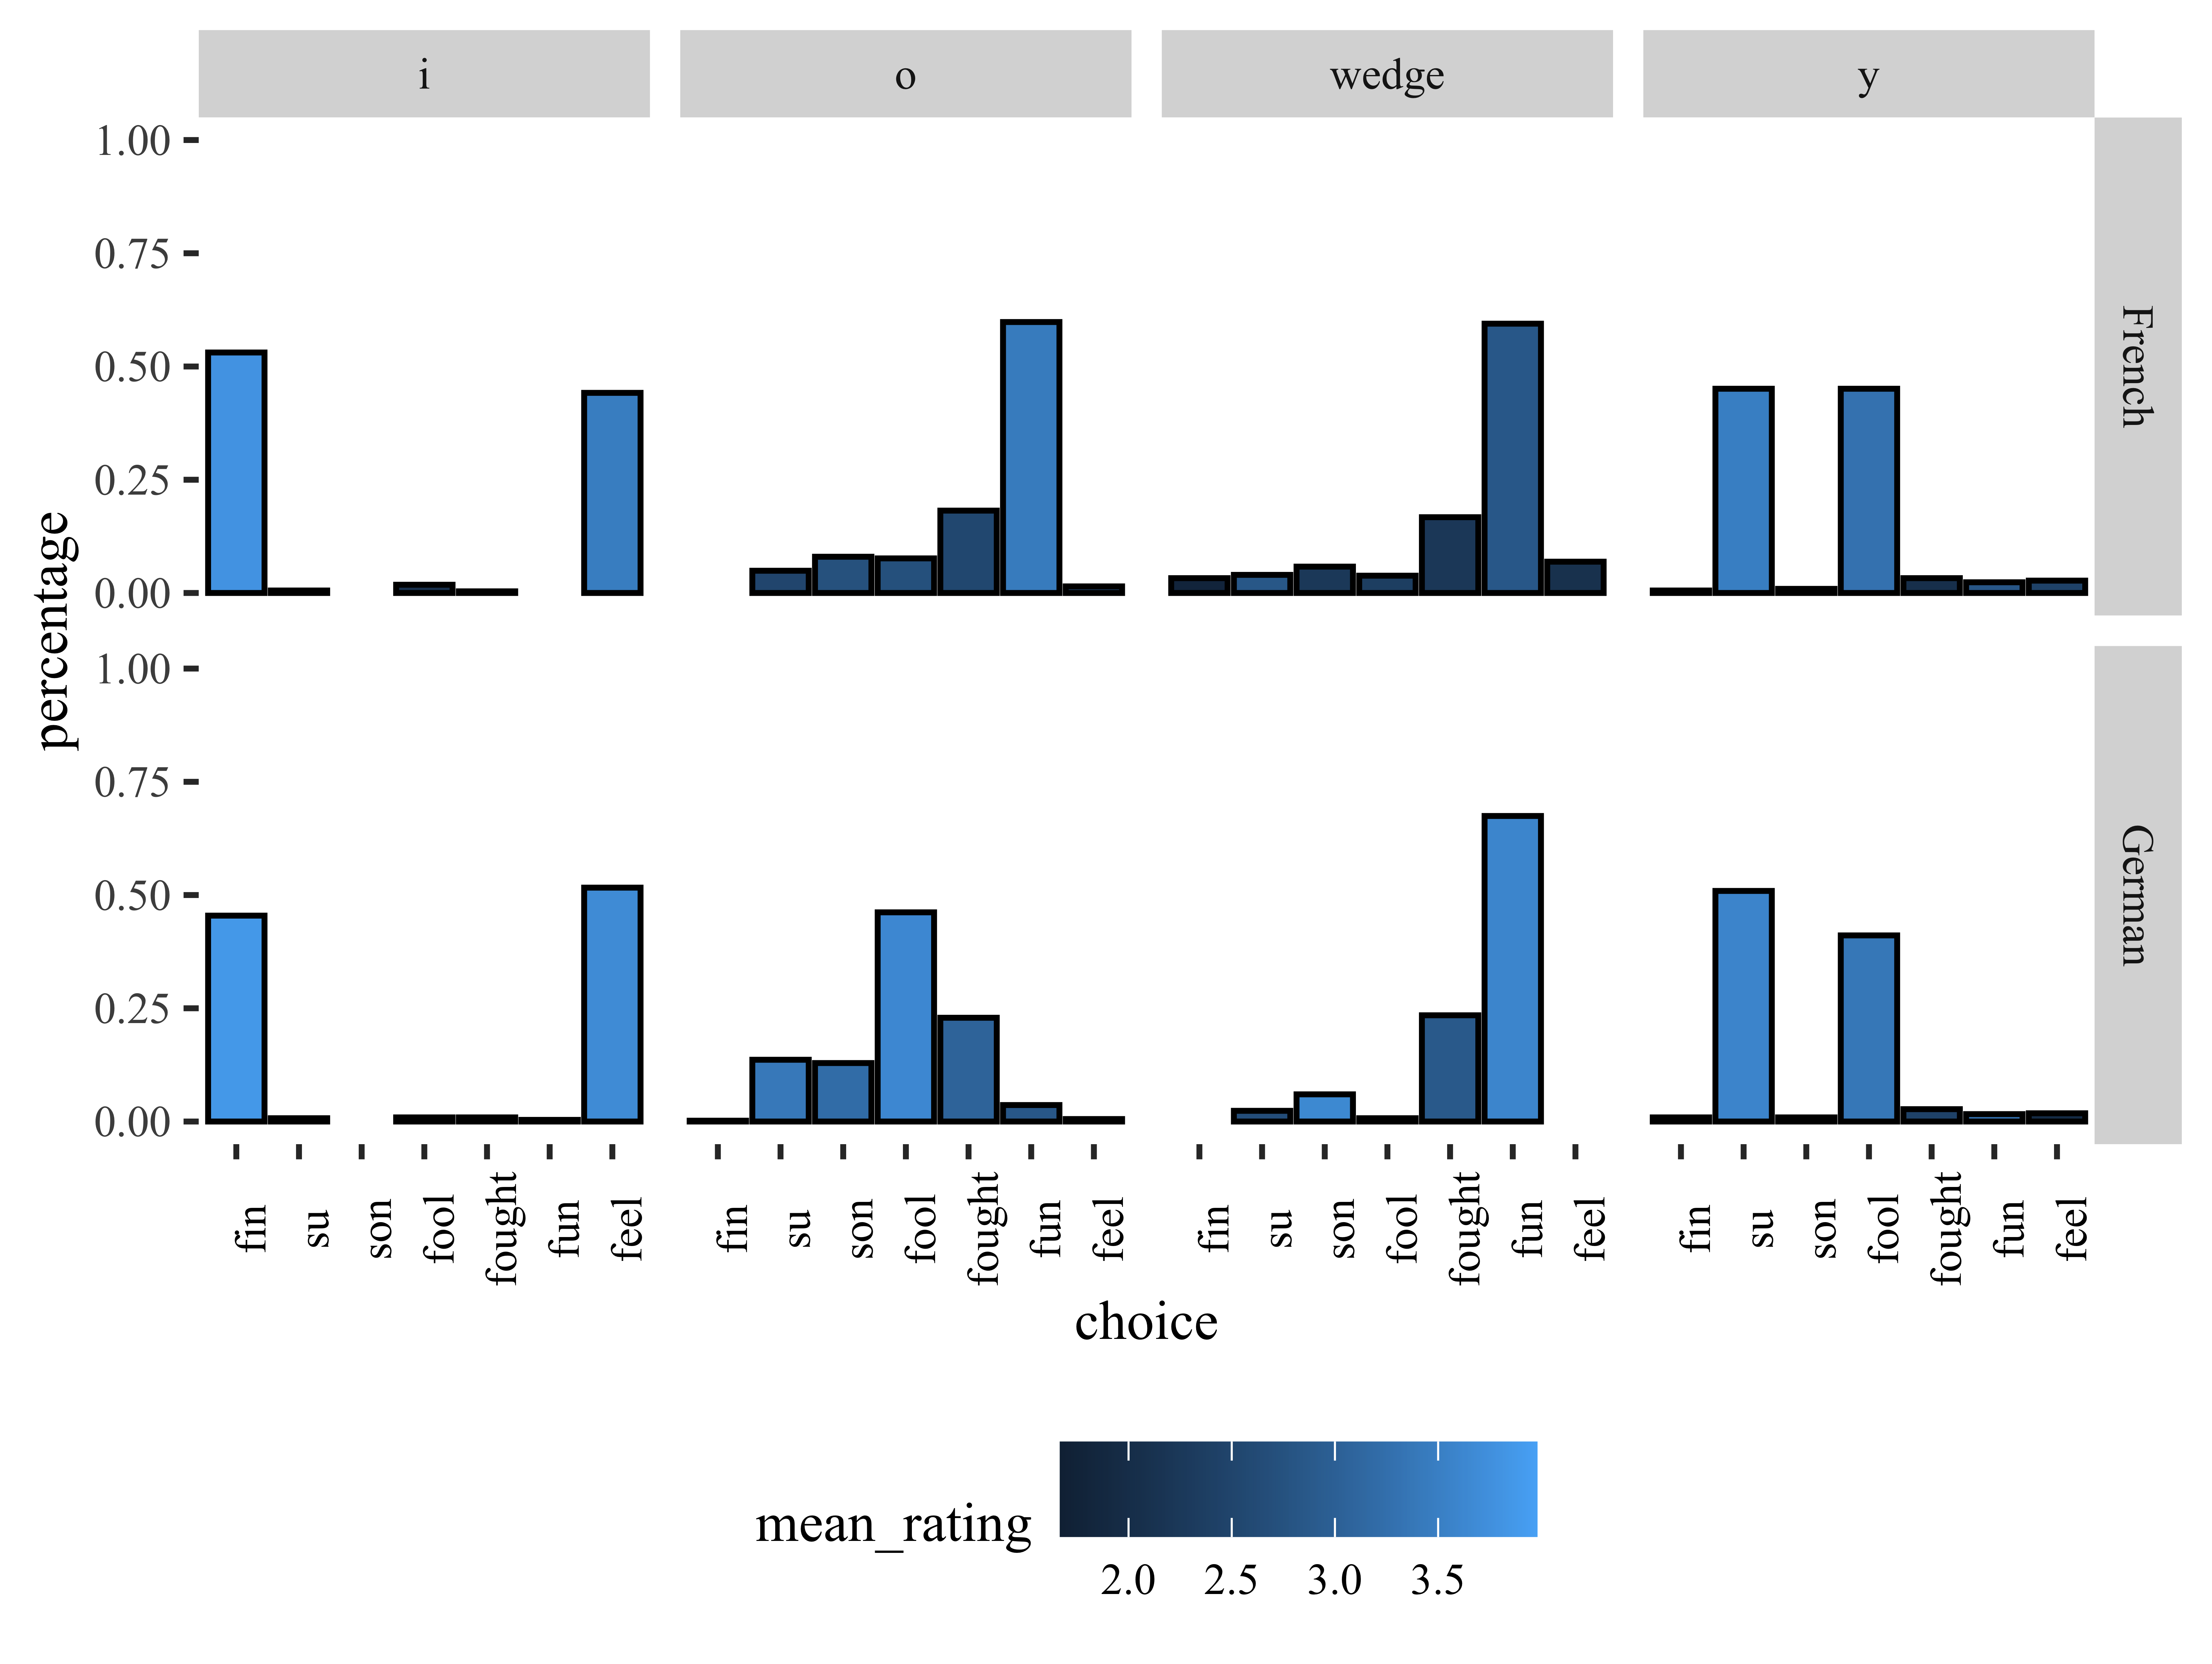 i o wedge y
1.00
0.75
0.50
0.25
0.00
French
1.00
0.75
0.50
0.25
0.00
German
percentage
fin su son fool fought fun feel fin su son fool fought fun feel fin su son fool fought fun feel fin su son fool fought fun feel
choice
mean_rating
2.0 2.5 3.0 3.5